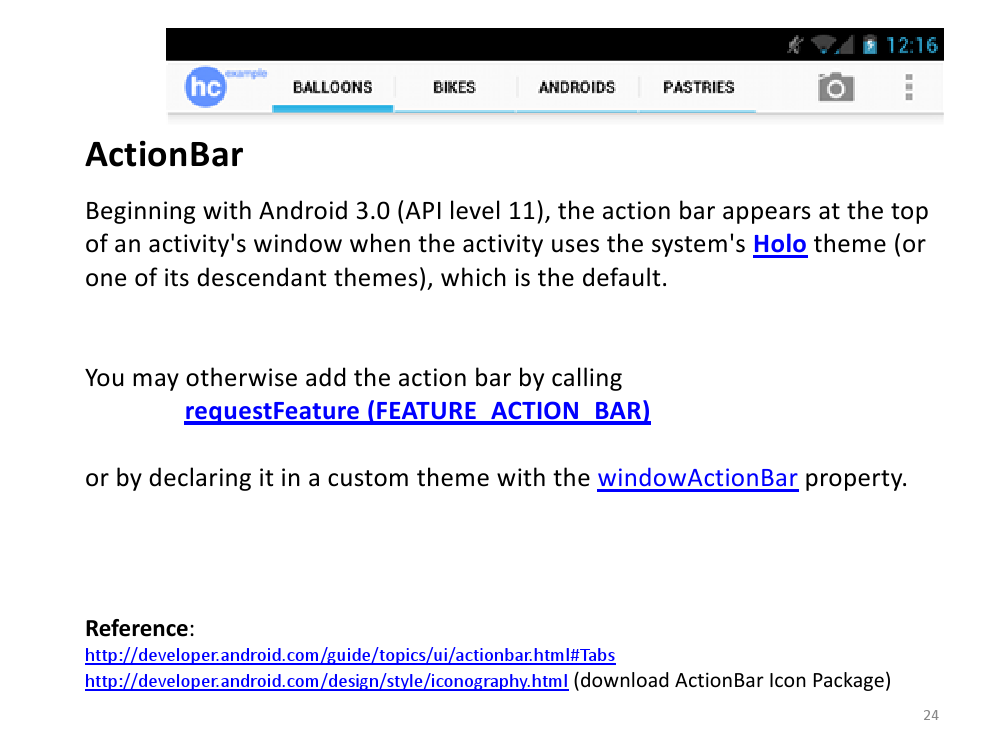 12:16
hc example BALLOONS BIKES ANDROIDS PASTRIES
ActionBar
Beginning with Android 3.0 (API level 11), the action bar appears at the top
of an activity's window when the activity uses the system's Holo theme (or
one of its descendant themes), which is the default.
You may otherwise add the action bar by calling
requestFeature (FEATURE_ACTION_BAR)
or by declaring it in a custom theme with the windowActionBar property.
Reference:
http://developer.android.com/guide/topics/ui/actionbar.html#Tabs
http://developer.android.com/design/style/iconography.html (download ActionBar Icon Package)
24